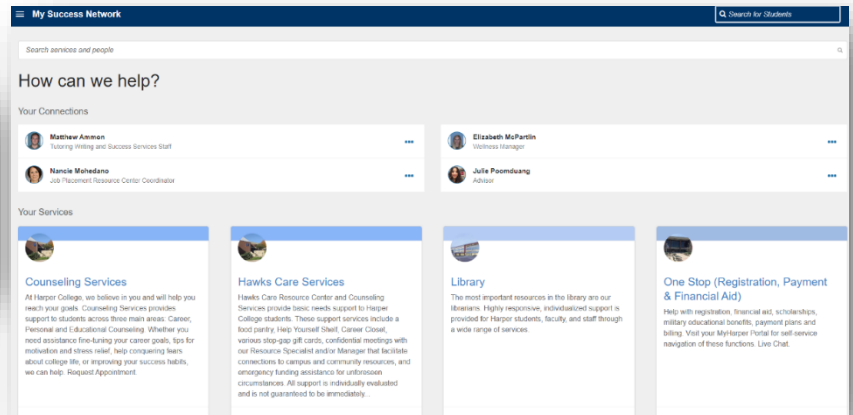 My Success Network
Search for Students
Search services and people
How can we help?
Your Connections
Matthew Ammon
Tutoring Writing and Success Services Staff
Elizabeth McPartlin
Wellness Manager
Nancie Mohedano
Job Placement Resource Center Coordinator
Julie Poomduang
Advisor
Your Services
Counseling Services
At Harper College, we believe in you and will help you
reach your goals. Counseling Services provides
support to students across three main areas: Career,
Personal and Educational Counseling. Whether you
need assistance fine-tuning your career goals, tips for
motivation and stress relief, help conquering fears
about college life, or improving your success habits,
we can help. Request Appointment.
Hawks Care Services
Hawks Care Resource Center and Counseling
Services provide basic needs support to Harper
College students. These support services include a
food pantry, Help Yourself Shelf, Career Closet,
various stop-gap gift cards, confidential meetings with
our Resource Specialist and/or Manager that facilitate
connections to campus and community resources, and
emergency funding assistance for unforeseen
circumstances. All support is individually evaluated
and is not guaranteed to be immediately...
Library
The most important resources in the library are our
librarians. Highly responsive, individualized support is
provided for Harper students, faculty, and staff through
a wide range of services.
One Stop (Registration, Payment
& Financial Aid)
Help with registration, financial aid, scholarships,
military educational benefits, payment plans and
billing. Visit your MyHarper Portal for self-service
navigation of these functions. Live Chat.